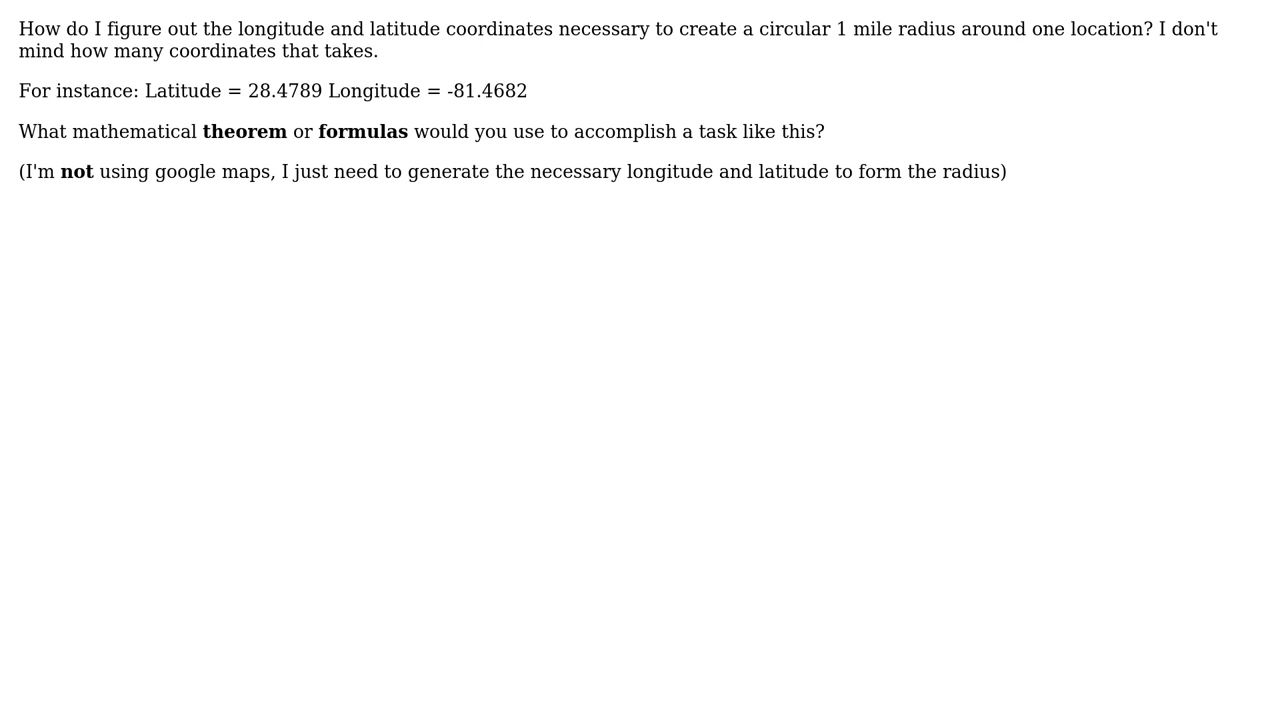 How do I figure out the longitude and latitude coordinates necessary to create a circular 1 mile radius around one location? I don't
mind how many coordinates that takes.
For instance: Latitude = 28.4789 Longitude = -81.4682
What mathematical theorem or formulas would you use to accomplish a task like this?
(I'm not using google maps, I just need to generate the necessary longitude and latitude to form the radius)